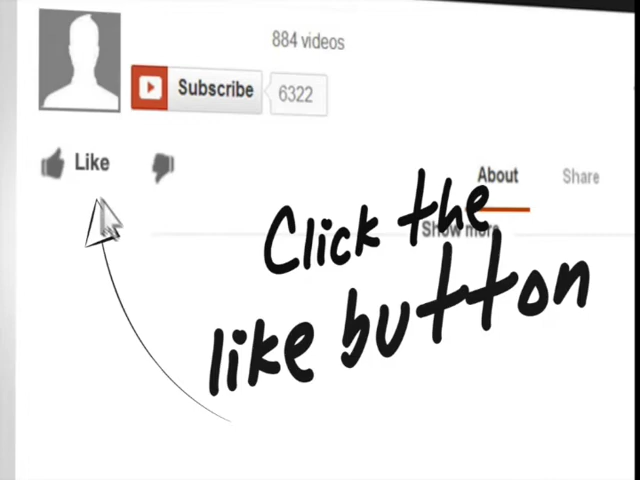 884 videos
Subscribe 6322
Like
About Share
Show more
Click the
like button